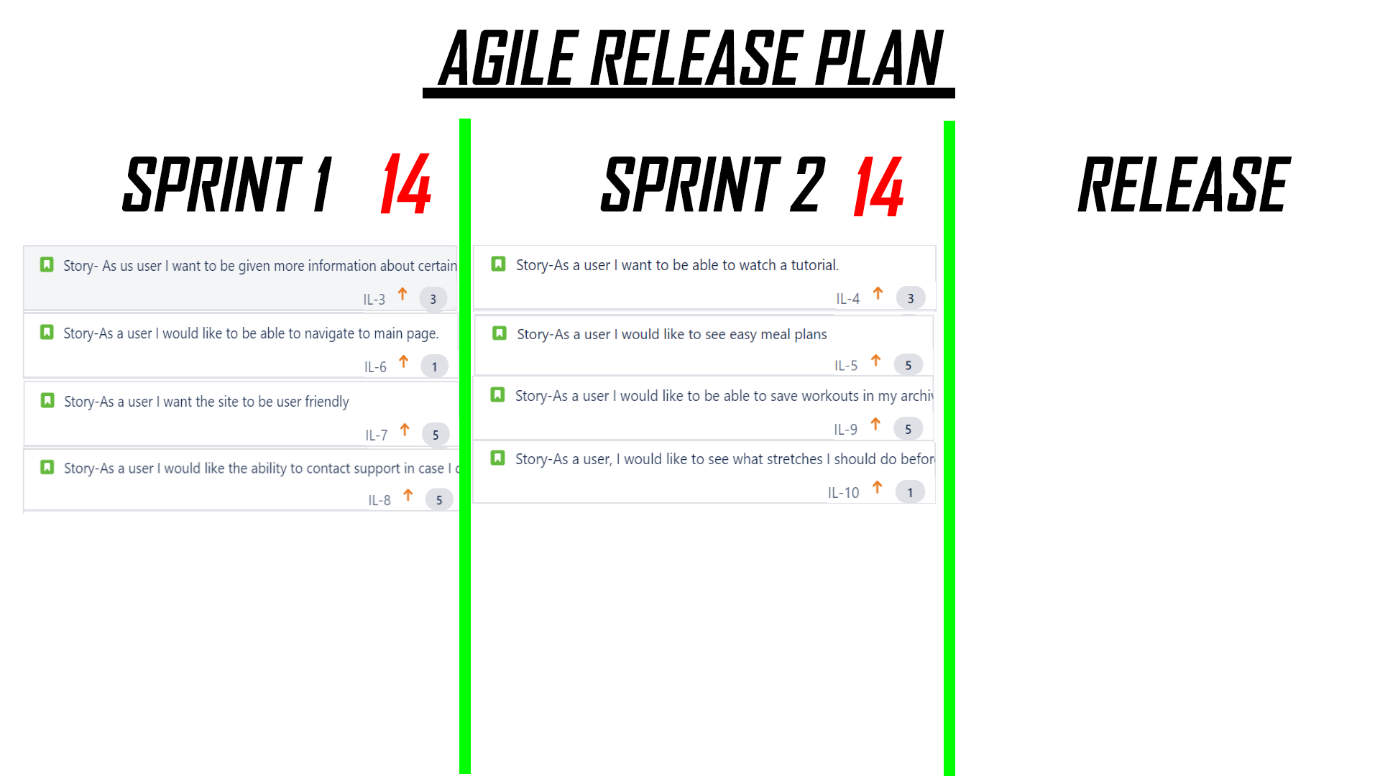 AGILE RELEASE PLAN
SPRINT 1 14
Story- As us user I want to be given more information about certain
IL-3 3
Story-As a user I would like to be able to navigate to main page.
IL-6 1
Story-As a user I want the site to be user friendly
IL-7 5
Story-As a user I would like the ability to contact support in case I
IL-8 5
SPRINT 2 14
Story-As a user I want to be able to watch a tutorial.
IL-4 3
Story-As a user I would like to see easy meal plans
IL-5 5
Story-As a user I would like to be able to save workouts in my
IL-9 5
Story-As a user, I would like to see what stretches I should do
IL-10 1
RELEASE